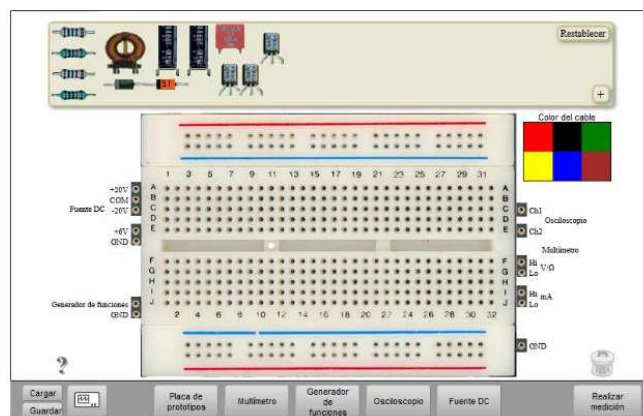 Restablecer
+
Color del cable
1 3 5 7 9 11 13 15 17 19 21 23 25 27 29 31
A A
B B
C C
D D
E E
+20V
COM
-20V
Fuente DC
+6V
GND
Ch1
Osciloscopio
Ch2
Multímetro
Hi
V/Ω
Lo
Hi
mA
Lo
F F
G G
H H
I I
J J
Generador de funciones
GND
2 4 6 8 10 12 14 16 18 20 22 24 26 28 30 32
GND
?
Cargar
Guardar
Placa de
prototipos
Multímetro
Generador
de
funciones
Osciloscopio
Fuente DC
Realizar
medición